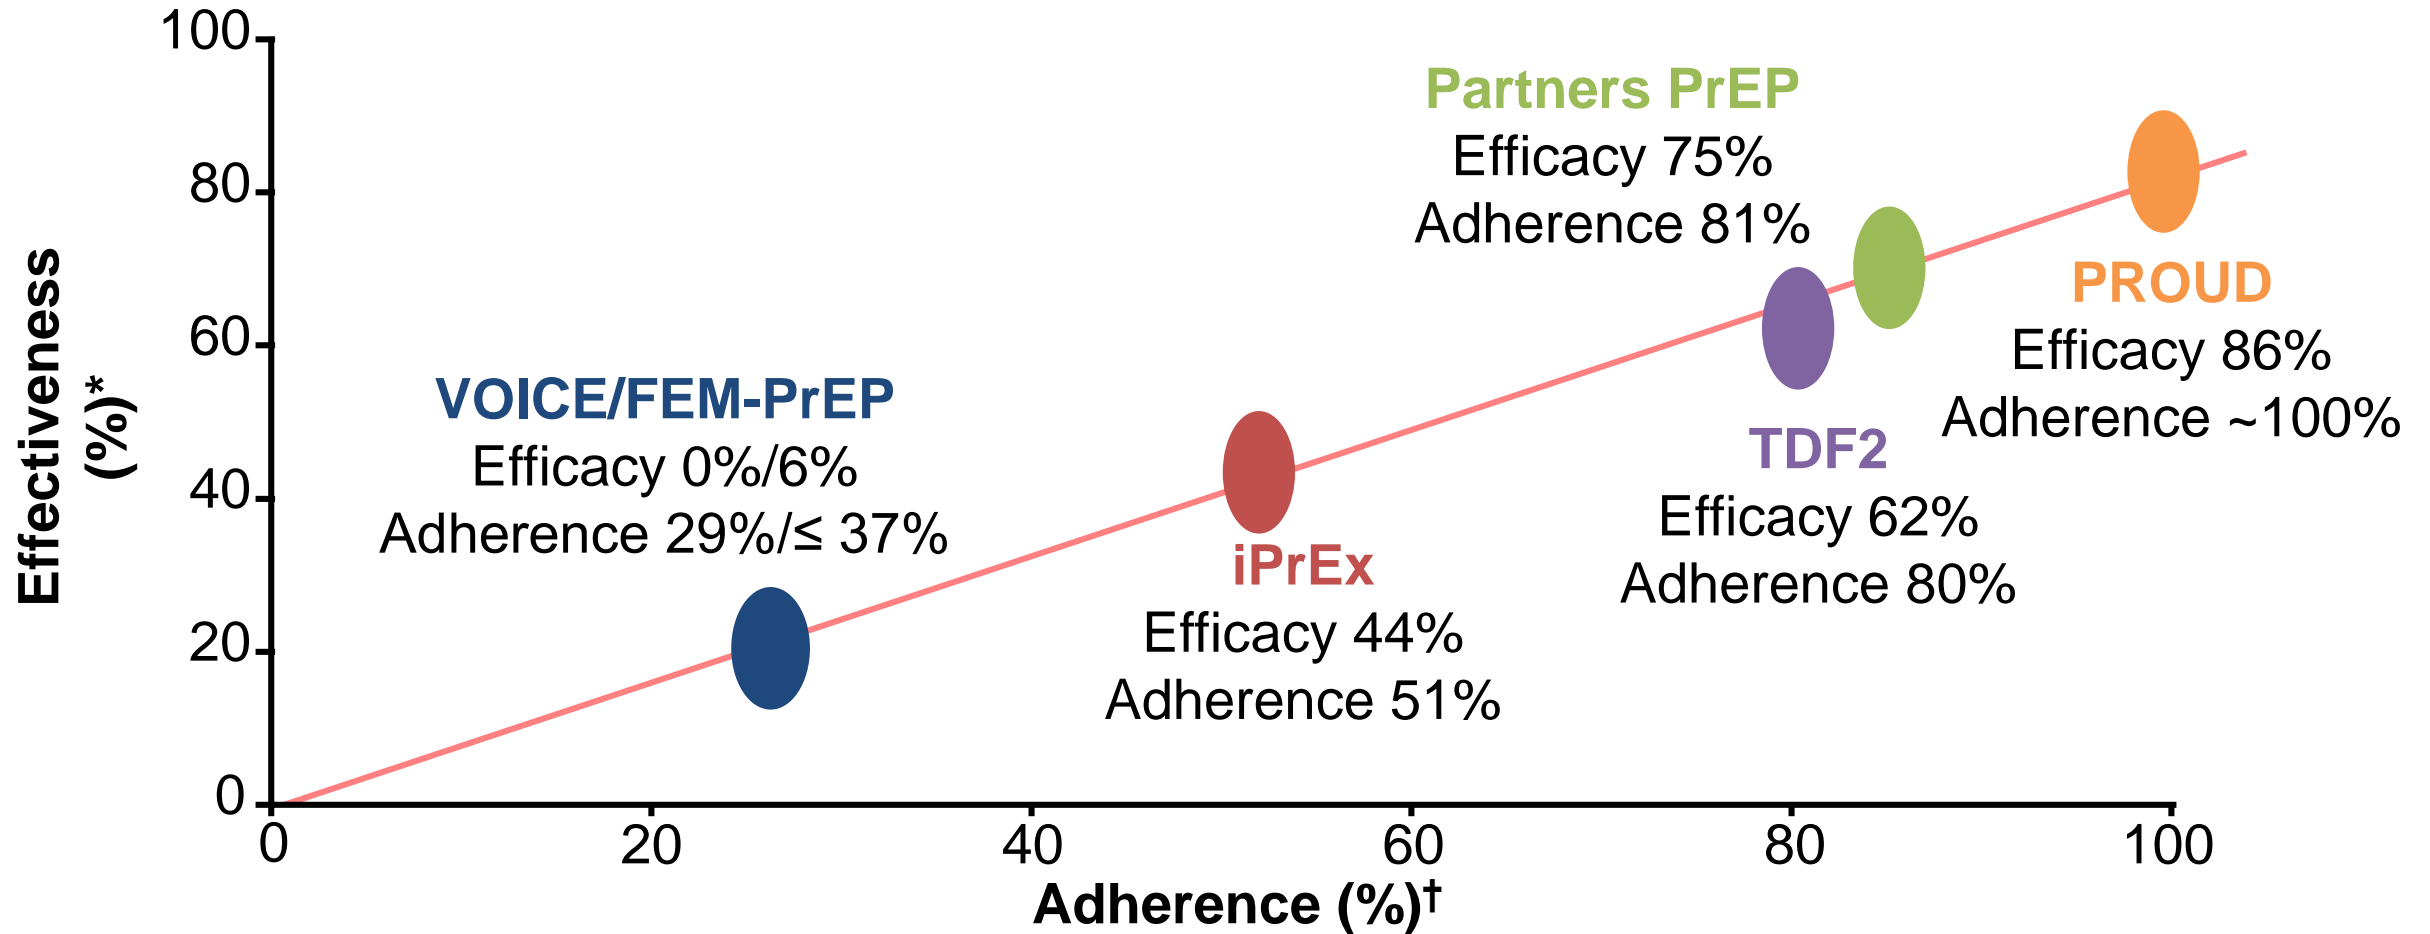 Effectiveness
(%)*
100
80
60
40
20
0
0
20
40
60
80
100
Adherence (%)†
VOICE/FEM-PrEP
Efficacy 0%/6%
Adherence 29%/≤ 37%
iPrEx
Efficacy 44%
Adherence 51%
Partners PrEP
Efficacy 75%
Adherence 81%
TDF2
Efficacy 62%
Adherence 80%
PROUD
Efficacy 86%
Adherence ~100%